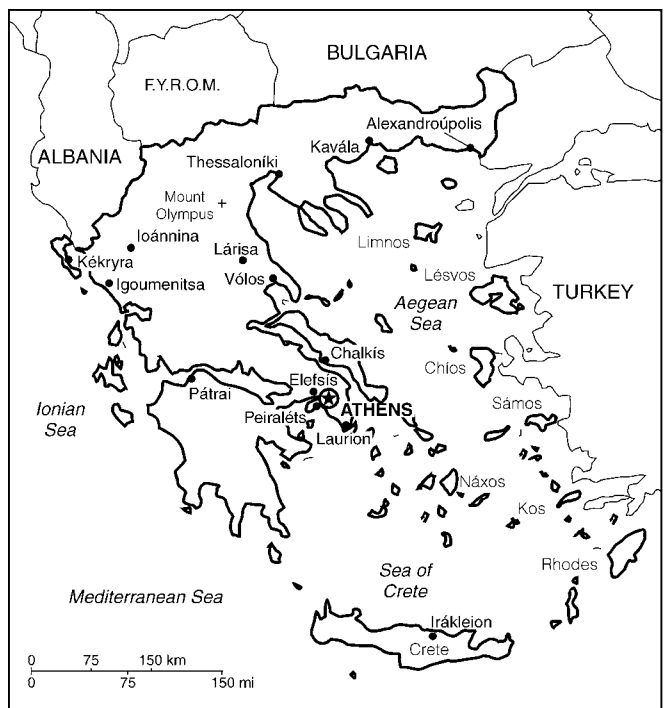 BULGARIA
F.Y.R.O.M.
Alexandroúpolis
Kavála
ALBANIA
Thessaloníki
Mount
Olympus
Ioánnina
Limnos
Lárisa
Kékryra
Lésvos
Igoumenitsa
Vólos
TURKEY
Aegean
Sea
Chalkís
Chíos
Elefsís
Pátrai
ATHENS
Sámos
Ionian
Sea
Peiraléts
Laurion
Náxos
Kos
Rhodes
Sea of
Crete
Mediterranean Sea
Irákleion
Crete
0 75 150 km
0 75 150 mi